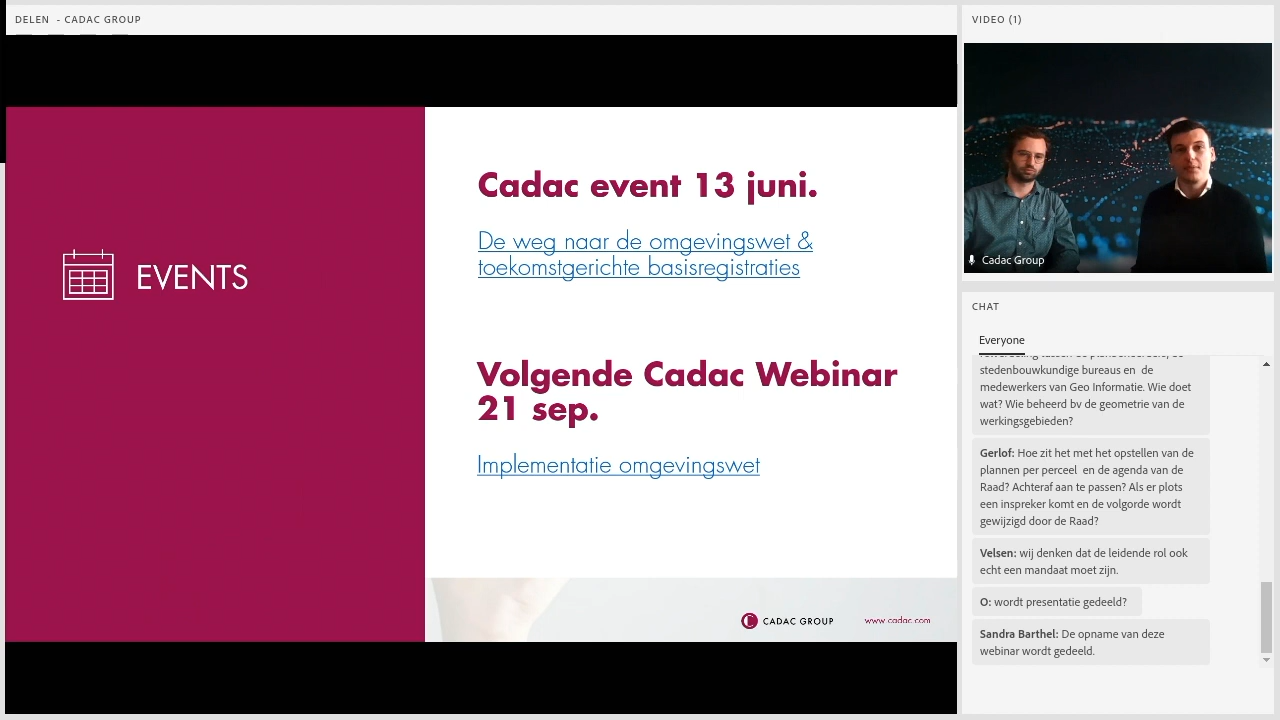 DELEN - CADAC GROUP
EVENTS
Cadac event 13 juni.
De weg naar de omgevingswet &
toekomstgerichte basisregistraties
Volgende Cadac Webinar
21 sep.
Implementatie omgevingswet
CADAC GROUP
www.cadac.com
VIDEO (1)
Cadac Group
CHAT
Everyone
stedenbouwkundige bureaus en de
medewerkers van Geo Informatie. Wie doet
wat? Wie beheerd bv de geometrie van de
werkingsgebieden?
Gerlof: Hoe zit het met het opstellen van de
plannen per perceel en de agenda van de
Raad? Achteraf aan te passen? Als er plots
een inspreker komt en de volgorde wordt
gewijzigd door de Raad?
Velsen: wij denken dat de leidende rol ook
echt een mandaat moet zijn.
O: wordt presentatie gedeeld?
Sandra Barthel: De opname van deze
webinar wordt gedeeld.